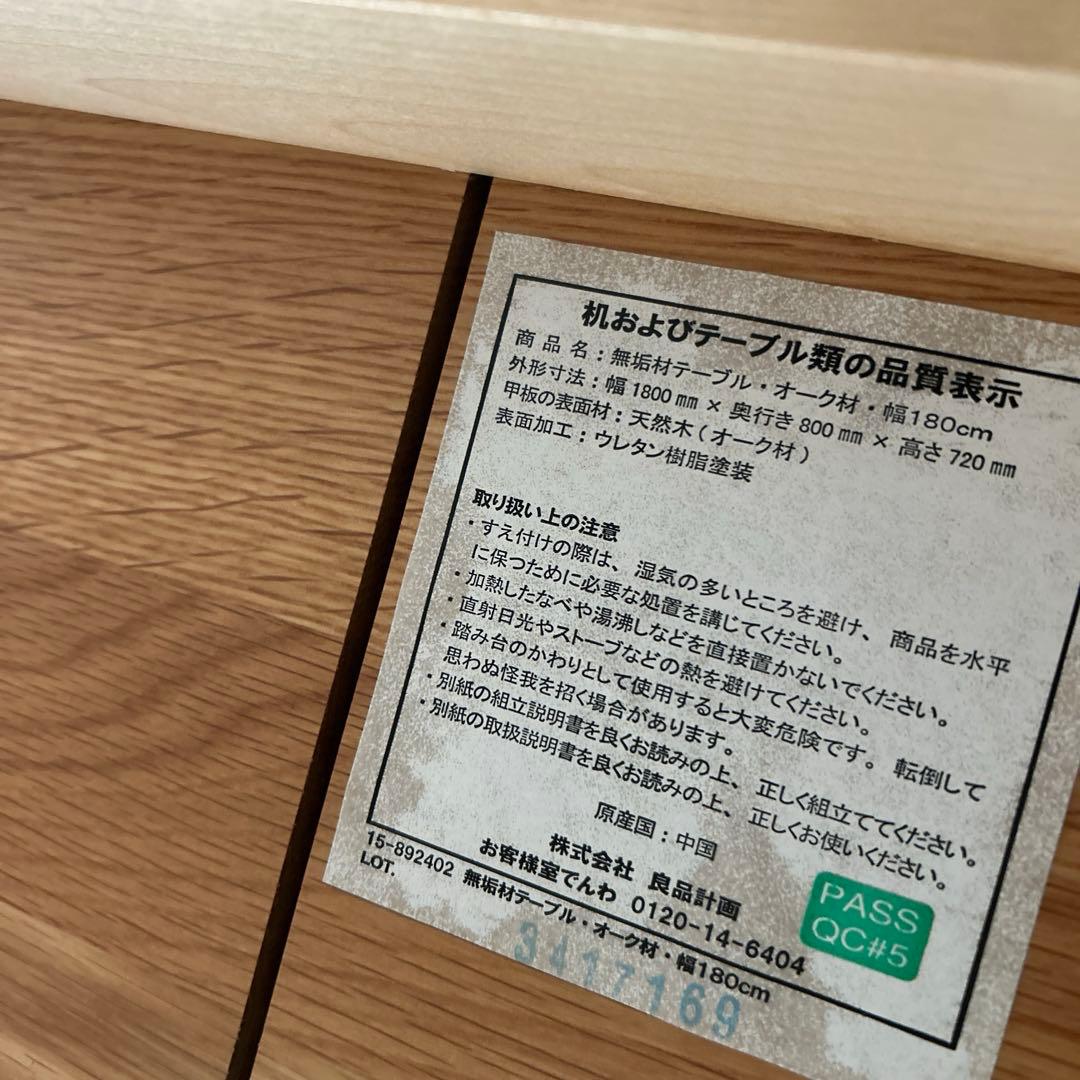 机およびテーブル類の品質表示
商品名：無垢材テーブル・オーク材・幅180cm
外形寸法：幅1800㎜×奥行き800㎜×高さ720㎜
甲板の表面材：天然木(オーク材)
表面加工：ウレタン樹脂塗装
取り扱い上の注意
・すえ付けの際は、湿気の多いところを避け、商品を水平
に保つために必要な処置を講じてください。
・加熱したなべや湯沸しなどを直接置かないでください。
・直射日光やストーブなどの熱を避けてください。
・踏み台のかわりとして使用すると大変危険です。転倒して
思わぬ怪我を招く場合があります。
・別紙の組立説明書を良くお読みの上、正しく組立ててください。
・別紙の取扱説明書を良くお読みの上、正しくお使いください。
原産国：中国
株式会社 良品計画
お客様室でんわ 0120-14-6404
PASS
QC#5
15-892402 無垢材テーブル・オーク材・幅180cm
LOT.
3417169